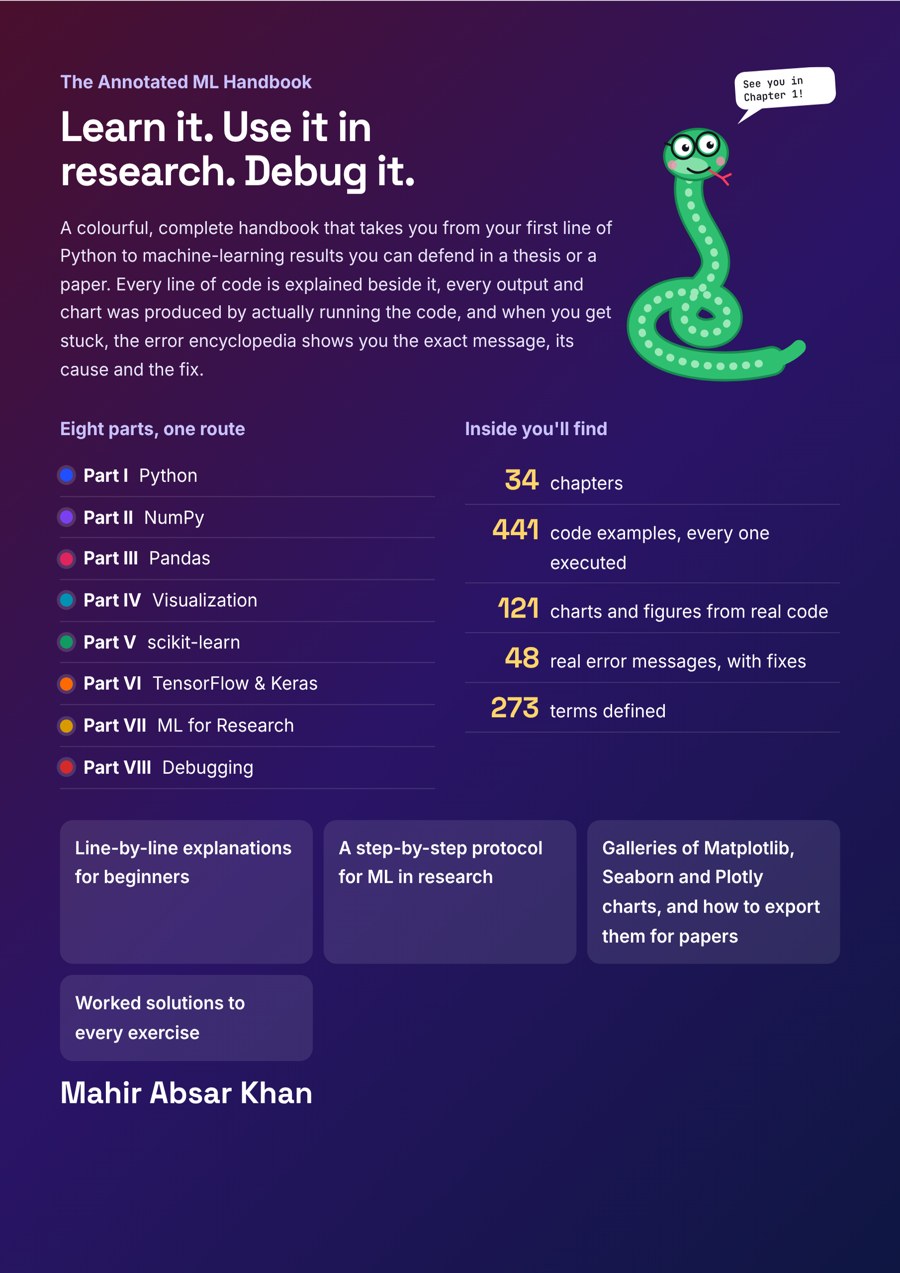 The Annotated ML Handbook
See you in
Chapter 1!
Learn it. Use it in
research. Debug it.
A colourful, complete handbook that takes you from your first line of
Python to machine-learning results you can defend in a thesis or a
paper. Every line of code is explained beside it, every output and
chart was produced by actually running the code, and when you get
stuck, the error encyclopedia shows you the exact message, its
cause and the fix.
Eight parts, one route
Part I Python
Part II NumPy
Part III Pandas
Part IV Visualization
Part V scikit-learn
Part VI TensorFlow & Keras
Part VII ML for Research
Part VIII Debugging
Inside you'll find
34 chapters
441 code examples, every one
executed
121 charts and figures from real code
48 real error messages, with fixes
273 terms defined
Line-by-line explanations
for beginners
A step-by-step protocol
for ML in research
Galleries of Matplotlib,
Seaborn and Plotly
charts, and how to export
them for papers
Worked solutions to
every exercise
Mahir Absar Khan